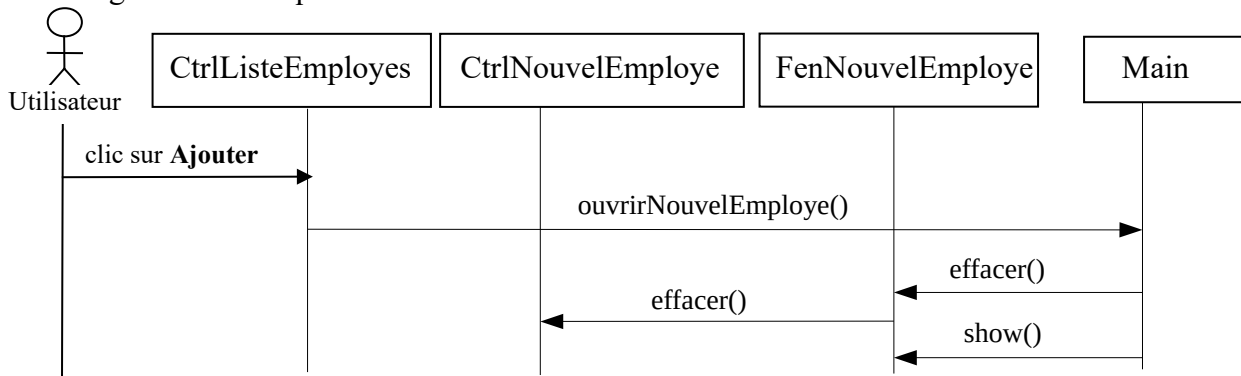 CtrlListeEmployes CtrlNouvelEmploye FenNouvelEmploye Main
Utilisateur
clic sur Ajouter
ouvrirNouvelEmploye()
effacer()
effacer()
show()